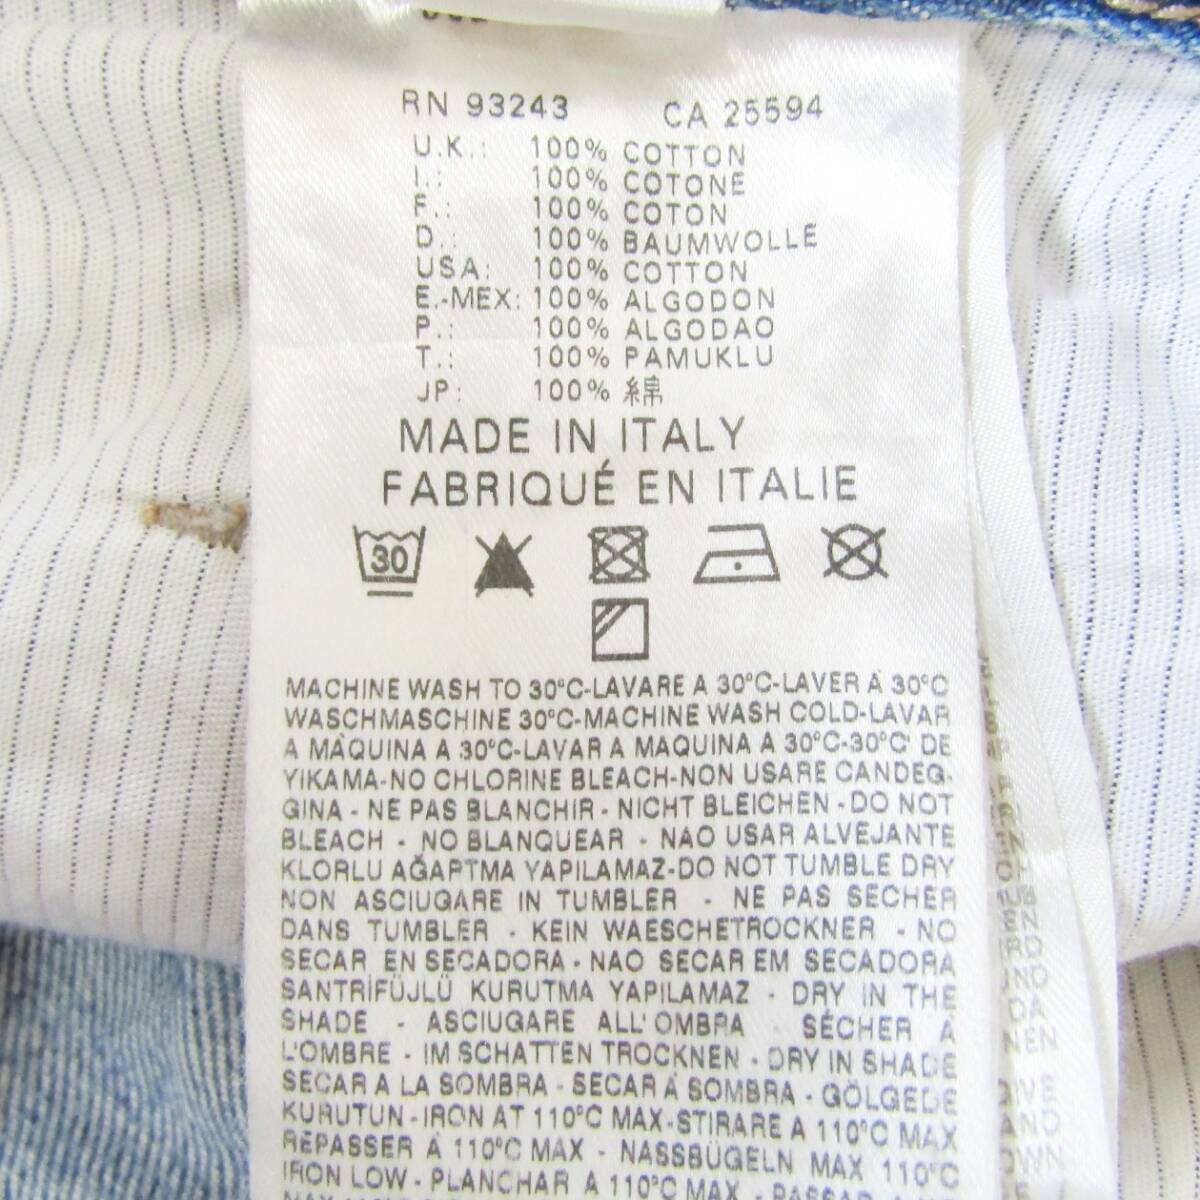 RN 93243 CA 25594
U.K.: 100% COTTON
I.: 100% COTONE
F.: 100% COTON
D.: 100% BAUMWOLLE
USA: 100% COTTON
E.-MEX: 100% ALGODON
P.: 100% ALGODAO
T.: 100% PAMUKLU
JP: 100% 綿
MADE IN ITALY
FABRIQUÉ EN ITALIE
30
MACHINE WASH TO 30°C-LAVARE A 30°C-LAVER À 30°C
WASCHMASCHINE 30°C-MACHINE WASH COLD-LAVAR
A MÀQUINA A 30°C-LAVAR A MAQUINA A 30°C-30°C' DE
YIKAMA-NO CHLORINE BLEACH-NON USARE CANDEG-
GINA - NE PAS BLANCHIR - NICHT BLEICHEN - DO NOT
BLEACH - NO BLANQUEAR - NAO USAR ALVEJANTE
KLORLU AĞAPTMA YAPILAMAZ-DO NOT TUMBLE DRY
NON ASCIUGARE IN TUMBLER - NE PAS SÉCHER
DANS TUMBLER - KEIN WAESCHETROCKNER - NO
SECAR EN SECADORA - NAO SECAR EM SECADORA
SANTRİFÜJLÜ KURUTMA YAPILAMAZ - DRY IN THE
SHADE - ASCIUGARE ALL'OMBRA - SÉCHER À
L'OMBRE - IM SCHATTEN TROCKNEN - DRY IN SHADE
SECAR A LA SOMBRA - SECAR À SOMBRA - GÖLGEDE
KURUTUN - IRON AT 110°C MAX-STIRARE A 110°C MAX
RÉPASSER À 110°C MAX - NASSBÜGELN MAX 110°C
IRON LOW - PLANCHAR A 110°C MAX - PASSAR